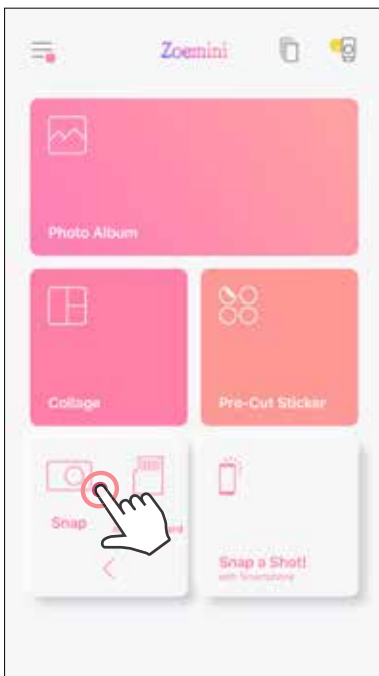 Zoemini
Photo Album
Collage
Pre-Cut Sticker
Snap
Snap a Shot!
with Smartphone